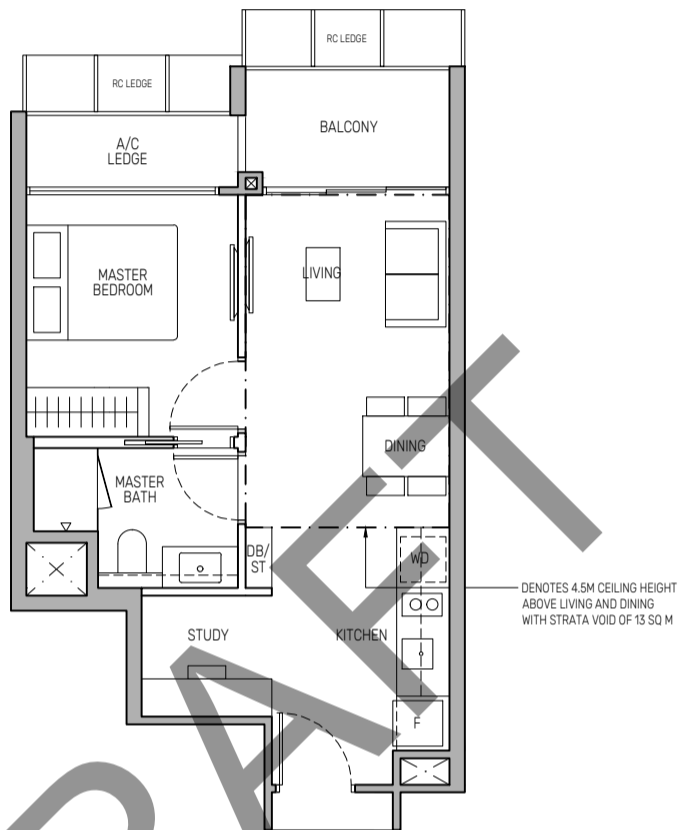 RC LEDGE
RC LEDGE
BALCONY
A/C
LEDGE
MASTER
BEDROOM
LIVING
DINING
MASTER
BATH
DB/
ST
WD
DENOTES 4.5M CEILING HEIGHT
ABOVE LIVING AND DINING
WITH STRATA VOID OF 13 SQ M
STUDY
KITCHEN
F
RAFT